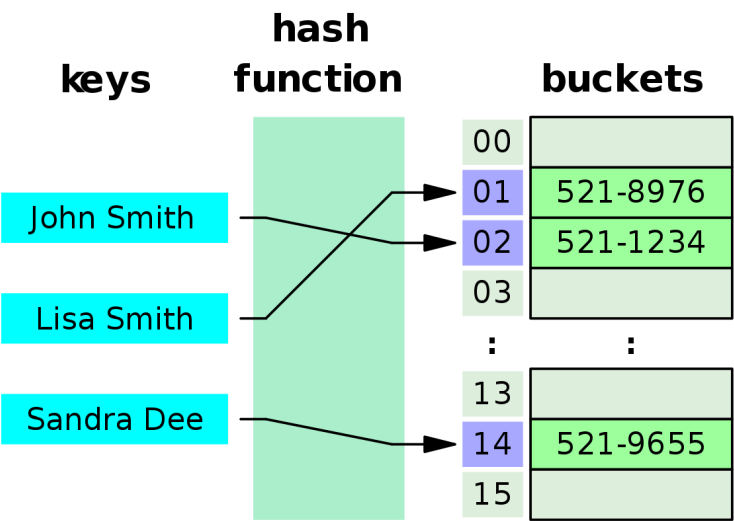 keys
hash
function
buckets
John Smith
Lisa Smith
Sandra Dee
00
01 521-8976
02 521-1234
03
: :
13
14 521-9655
15